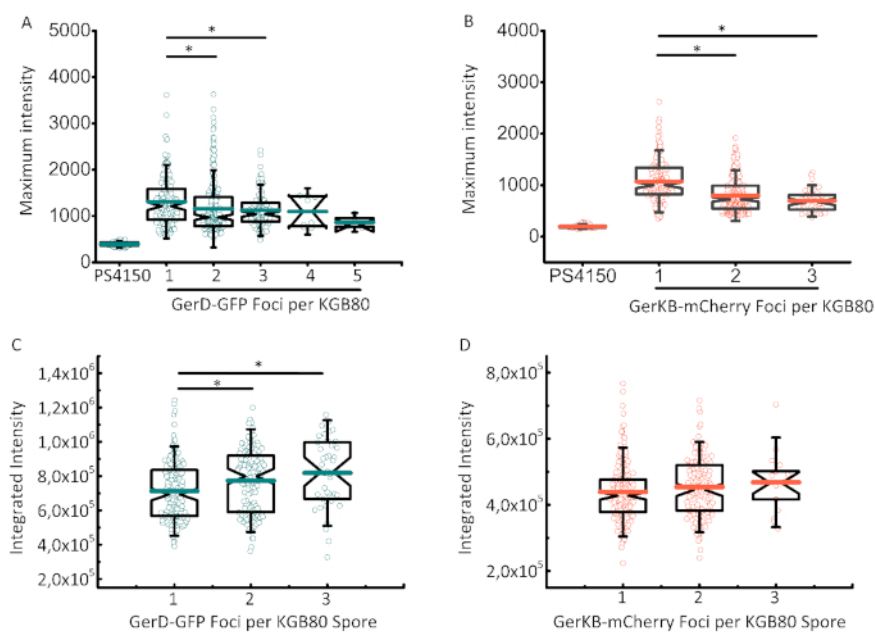 A
Maximum intensity
5000
4000
3000
2000
1000
0
*
*
PS4150 1 2 3 4 5
GerD-GFP Foci per KGB80
B
Maximum intensity
4000
3000
2000
1000
0
*
*
PS4150 1 2 3
GerKB-mCherry Foci per KGB80
C
Integrated Intensity
1,4x10⁶
1,2x10⁶
1,0x10⁶
8,0x10⁵
6,0x10⁵
4,0x10⁵
2,0x10⁵
*
*
1 2 3
GerD-GFP Foci per KGB80 Spore
D
Integrated Intensity
8,0x10⁵
6,0x10⁵
4,0x10⁵
2,0x10⁵
1 2 3
GerKB-mCherry Foci per KGB80 Spore